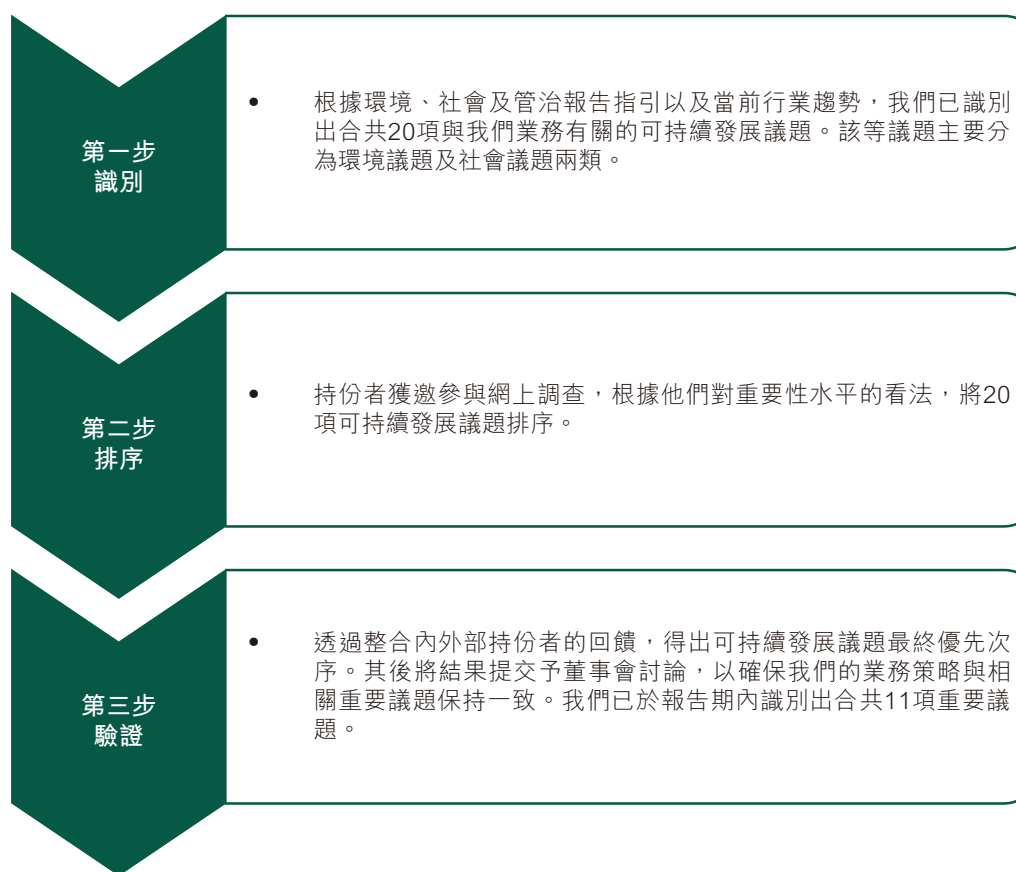 第一步
識別
• 根據環境、社會及管治報告指引以及當前行業趨勢，我們已識別
出合共20項與我們業務有關的可持續發展議題。該等議題主要分
為環境議題及社會議題兩類。
第二步
排序
• 持份者獲邀參與網上調查，根據他們對重要性水平的看法，將20
項可持續發展議題排序。
第三步
驗證
• 透過整合內外部持份者的回饋，得出可持續發展議題最終優先次
序。其後將結果提交予董事會討論，以確保我們的業務策略與相
關重要議題保持一致。我們已於報告期內識別出合共11項重要議
題。